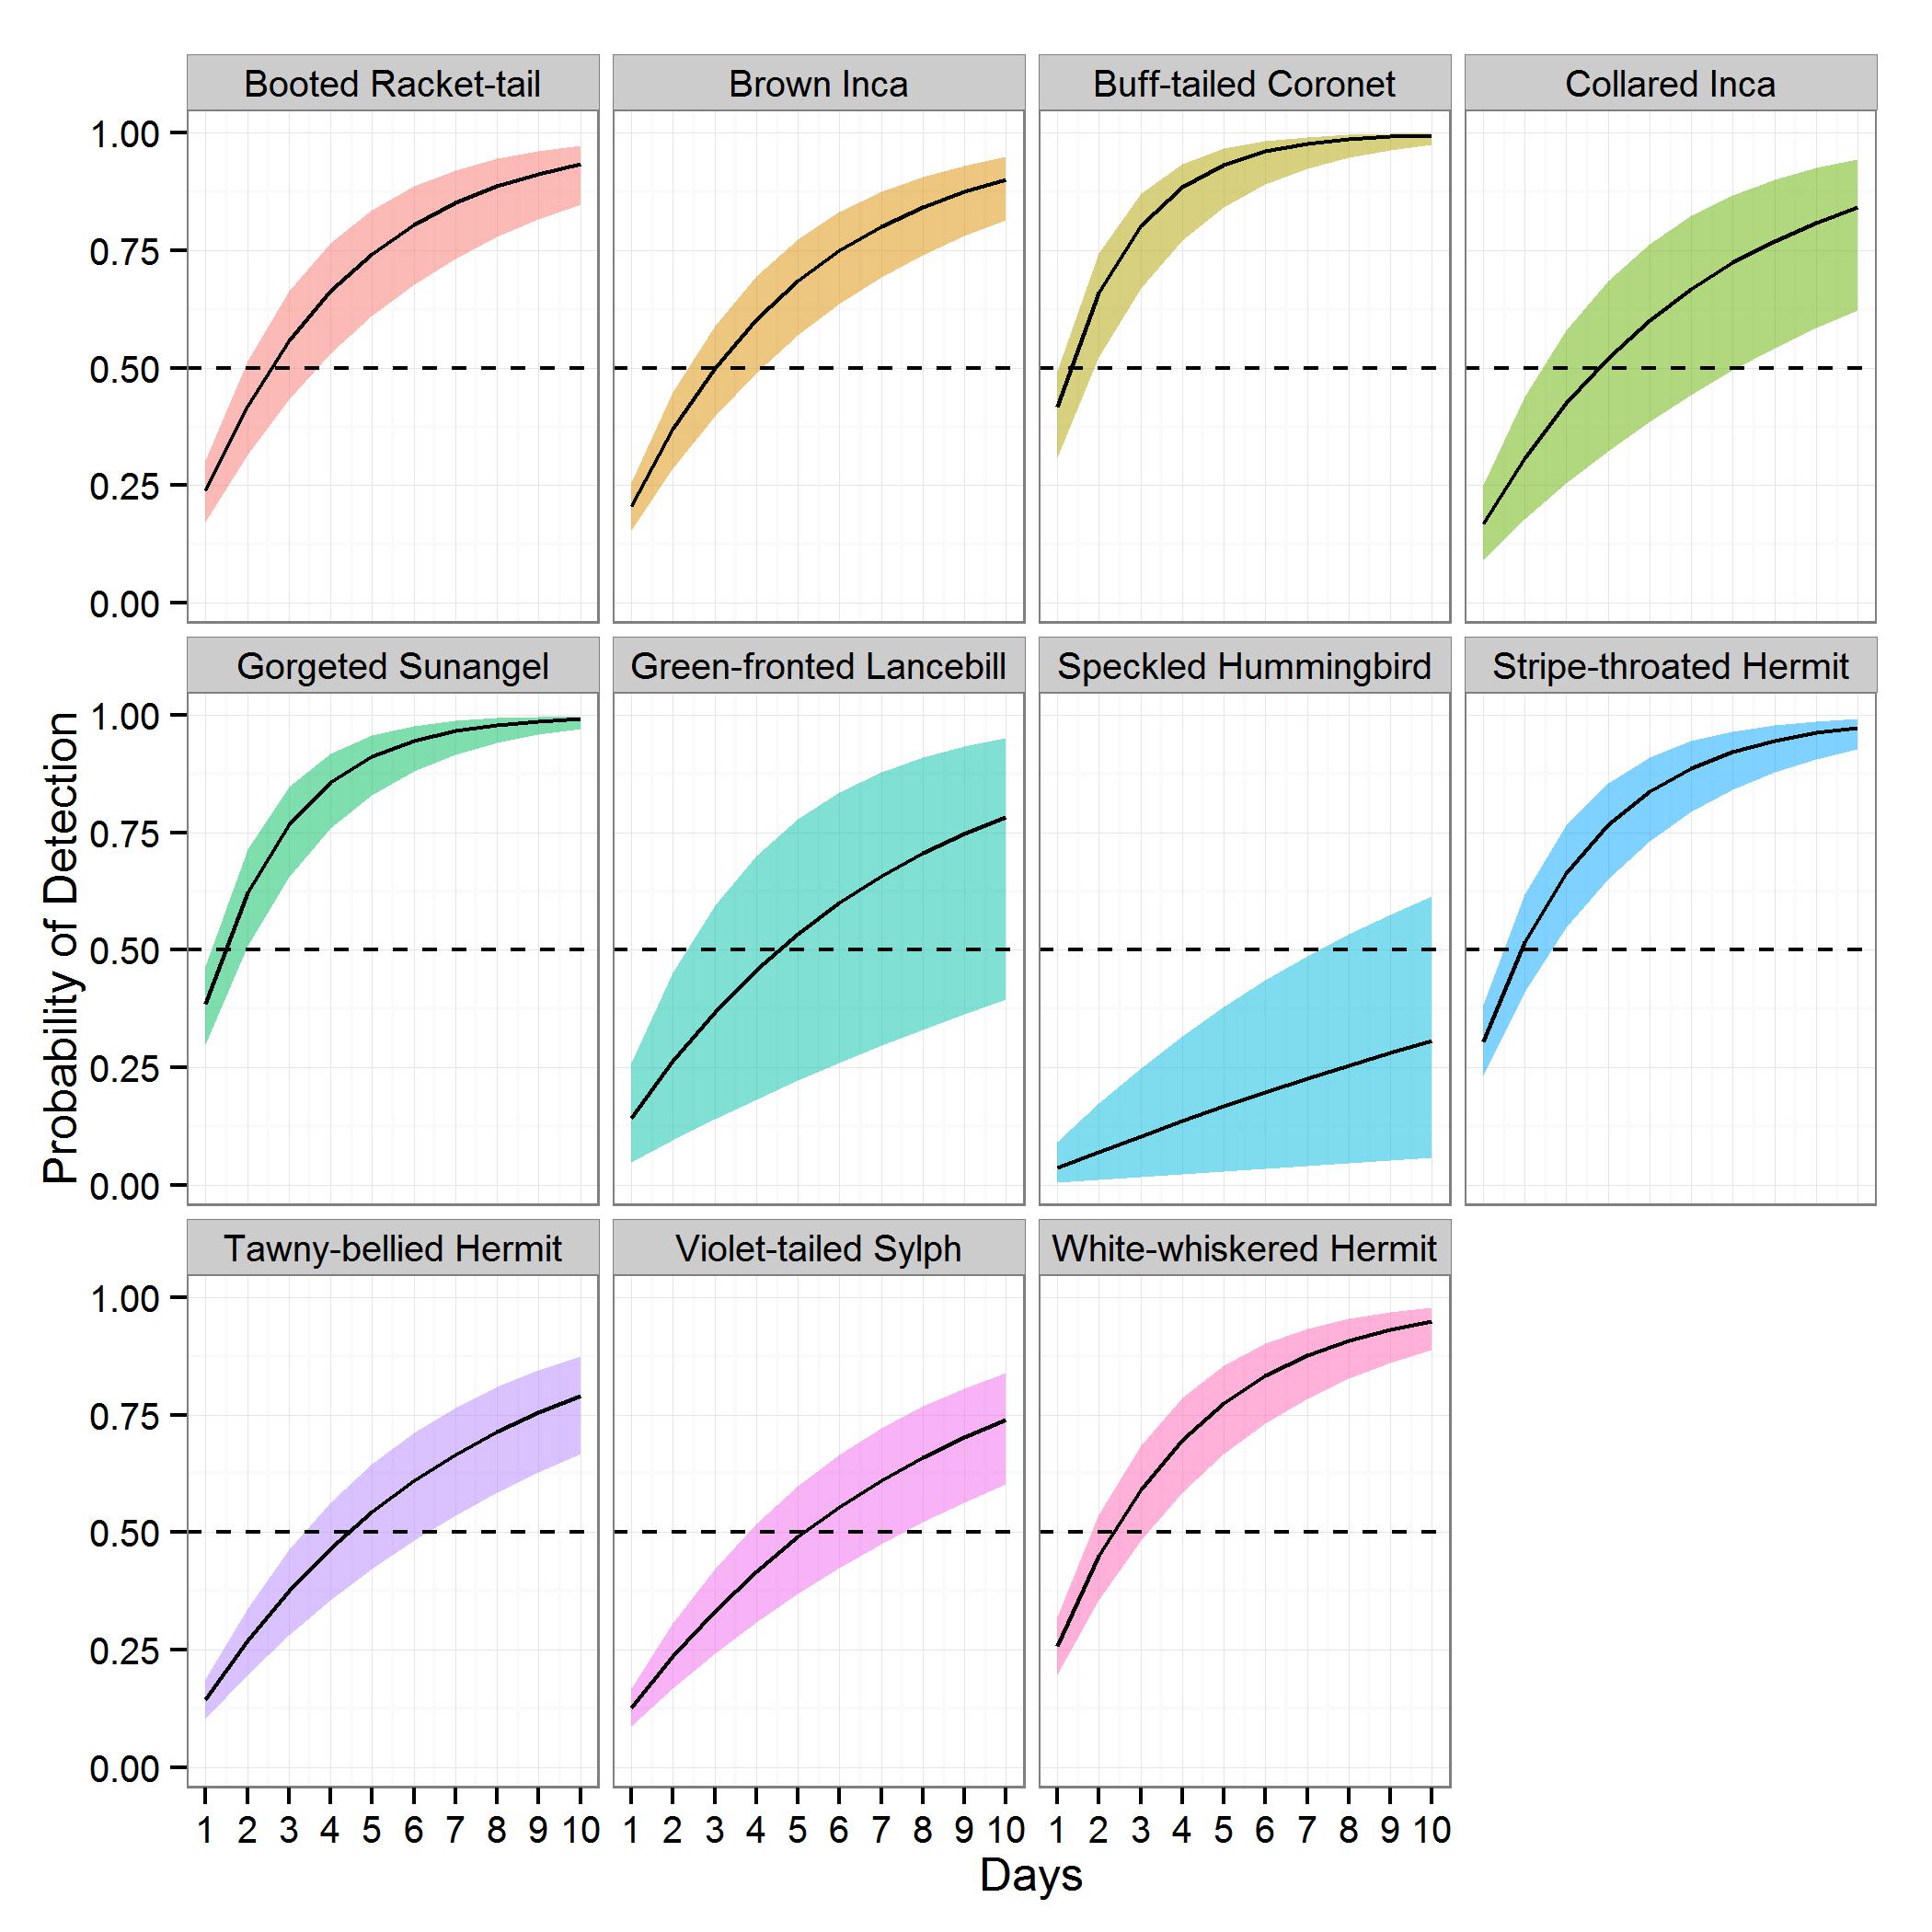 Booted Racket-tail Brown Inca Buff-tailed Coronet Collared Inca
1.00
0.75
0.50
0.25
0.00
Gorgeted Sunangel Green-fronted Lancebill Speckled Hummingbird Stripe-throated Hermit
Probability of Detection
1.00
0.75
0.50
0.25
0.00
Tawny-bellied Hermit Violet-tailed Sylph White-whiskered Hermit
1.00
0.75
0.50
0.25
0.00
1 2 3 4 5 6 7 8 9 10 1 2 3 4 5 6 7 8 9 10 1 2 3 4 5 6 7 8 9 10
Days